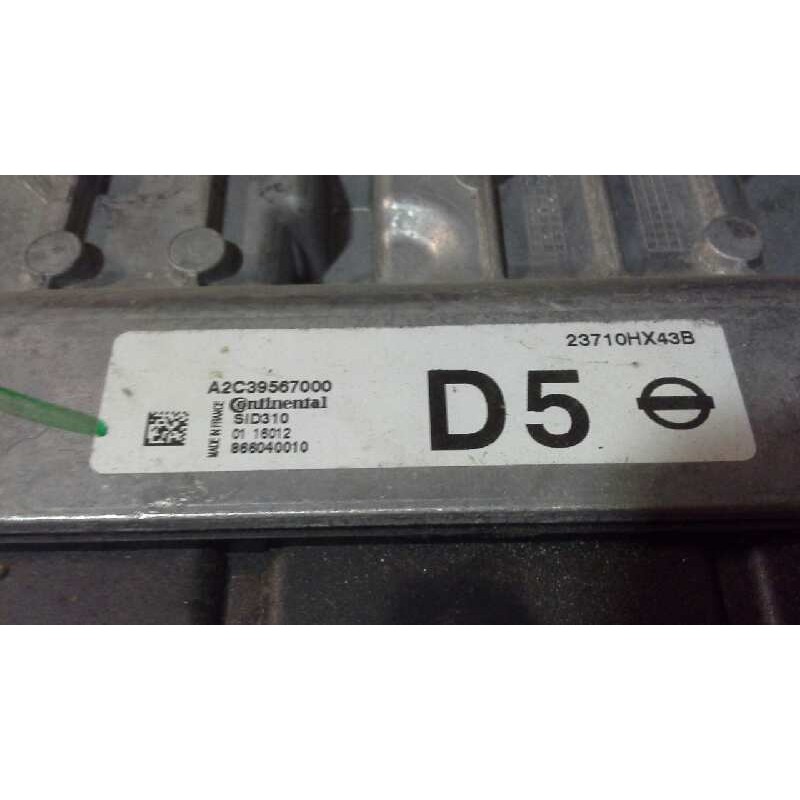 23710HX43B
A2C39567000
Continental
SID310
01 16012
866040010
MADE IN FRANCE
D5